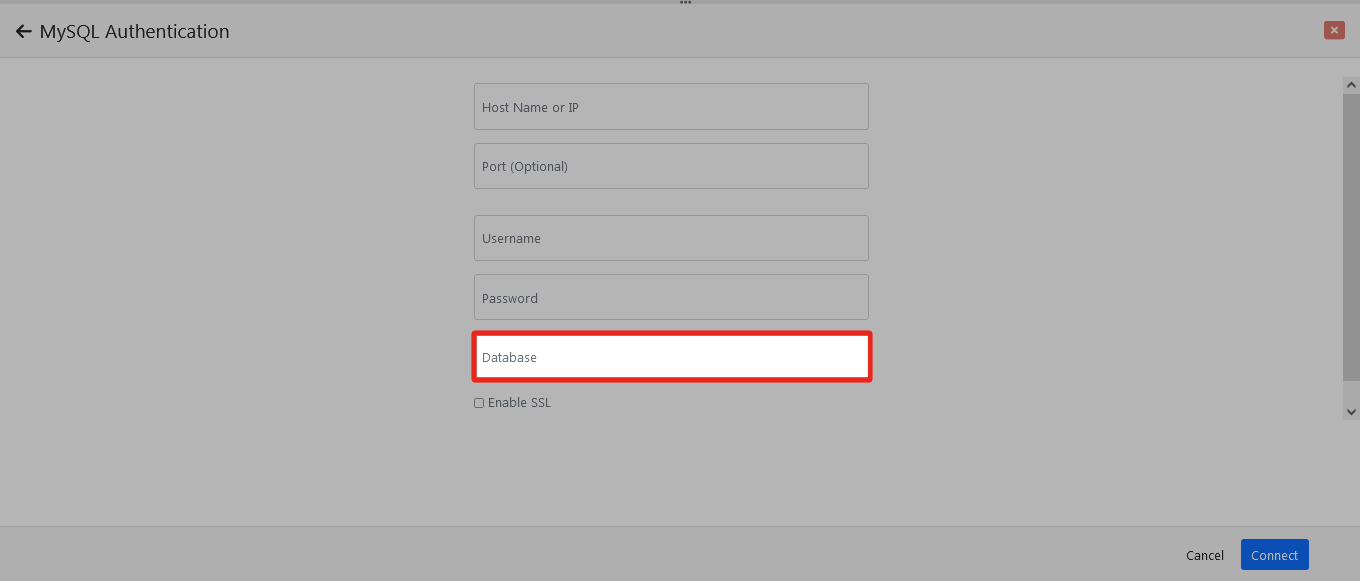 MySQL Authentication
Host Name or IP
Port (Optional)
Username
Password
Database
Enable SSL
Cancel
Connect